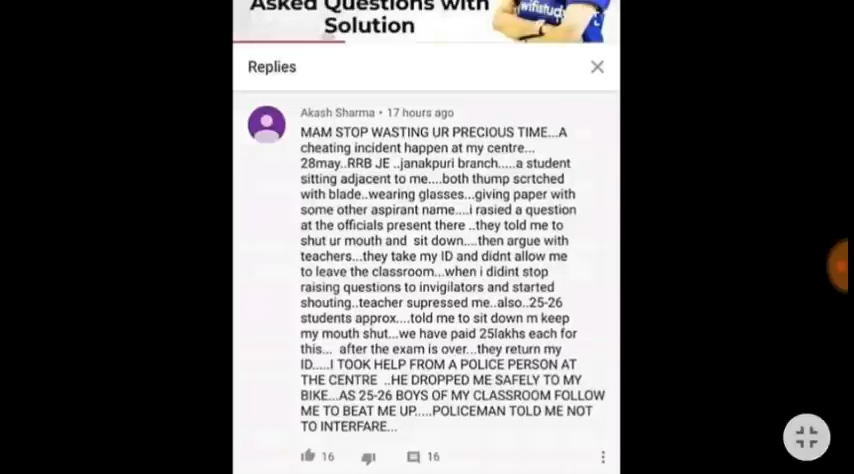 Asked Questions with
Solution
wifistudy
Replies
Akash Sharma • 17 hours ago
MAM STOP WASTING UR PRECIOUS TIME...A
cheating incident happen at my centre...
28may..RRB JE ..janakpuri branch.....a student
sitting adjacent to me....both thump scrtched
with blade..wearing glasses...giving paper with
some other aspirant name....i rasied a question
at the officials present there ..they told me to
shut ur mouth and sit down....then argue with
teachers...they take my ID and didnt allow me
to leave the classroom...when i didint stop
raising questions to invigilators and started
shouting..teacher supressed me..also..25-26
students approx....told me to sit down m keep
my mouth shut...we have paid 25lakhs each for
this... after the exam is over...they return my
ID.....I TOOK HELP FROM A POLICE PERSON AT
THE CENTRE ..HE DROPPED ME SAFELY TO MY
BIKE...AS 25-26 BOYS OF MY CLASSROOM FOLLOW
ME TO BEAT ME UP.....POLICEMAN TOLD ME NOT
TO INTERFARE...
16 16